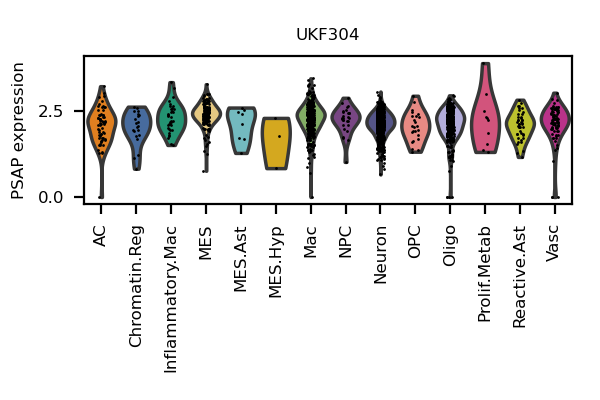 UKF304
PSAP expression
2.5
0.0
AC
Chromatin.Reg
Inflammatory.Mac
MES
MES.Ast
MES.Hyp
Mac
NPC
Neuron
OPC
Oligo
Prolif.Metab
Reactive.Ast
Vasc